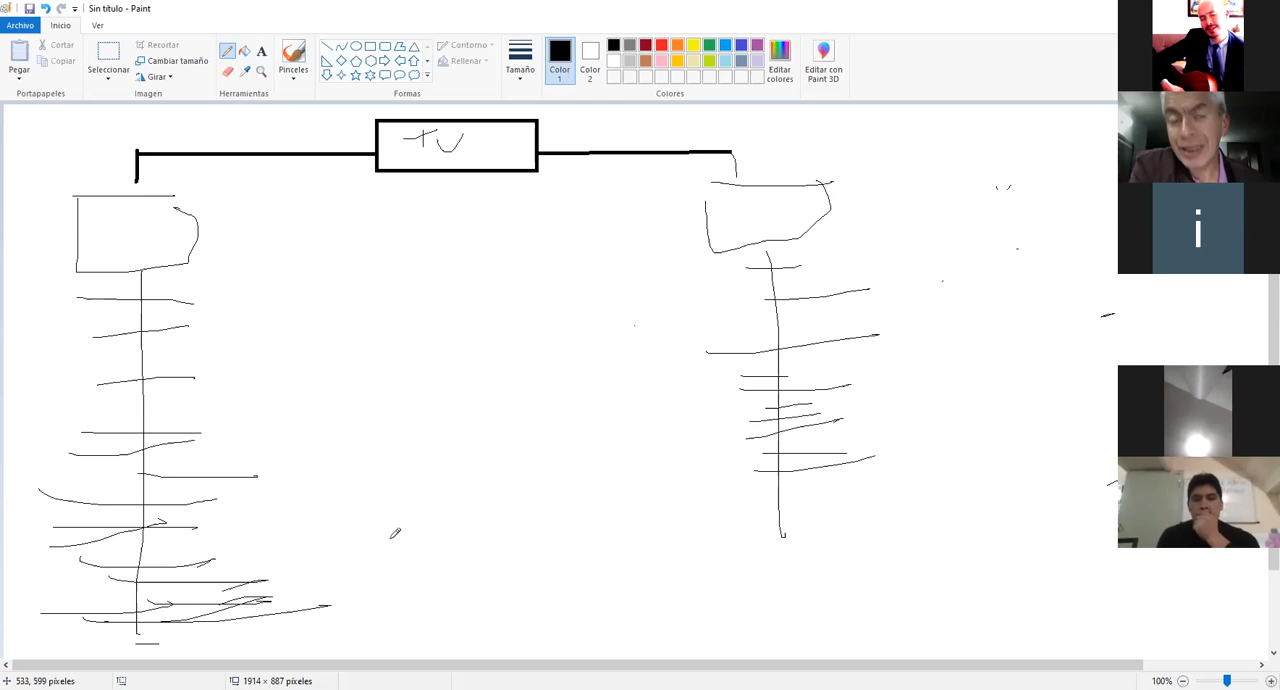 Sin título - Paint
Archivo Inicio Ver
Pegar
Cortar
Copiar
Portapapeles
Seleccionar
Recortar
Cambiar tamaño
Girar
Imagen
A
Herramientas
Pinceles
Contorno
Rellenar
Formas
Tamaño
Color 1
Color 2
Editar colores
Editar con Paint 3D
Colores
TU
i
533, 599 píxeles
1914 × 887 píxeles
100%